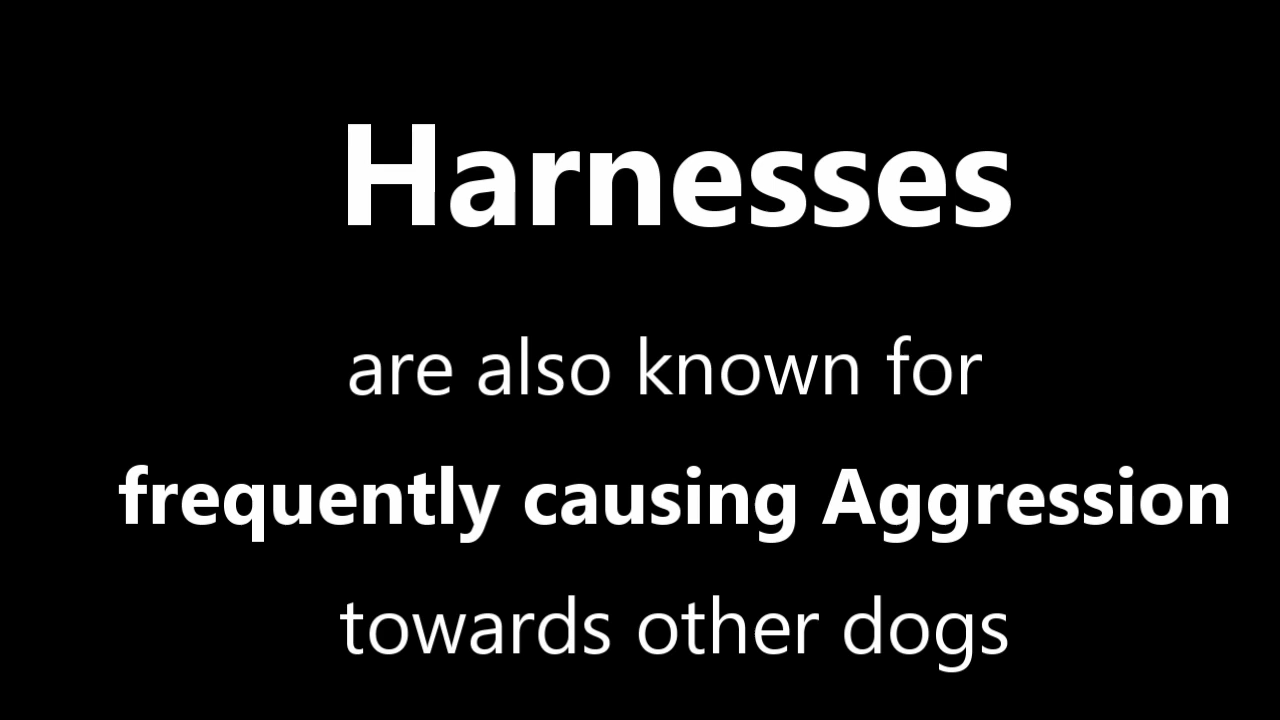 Harnesses
are also known for
frequently causing Aggression
towards other dogs